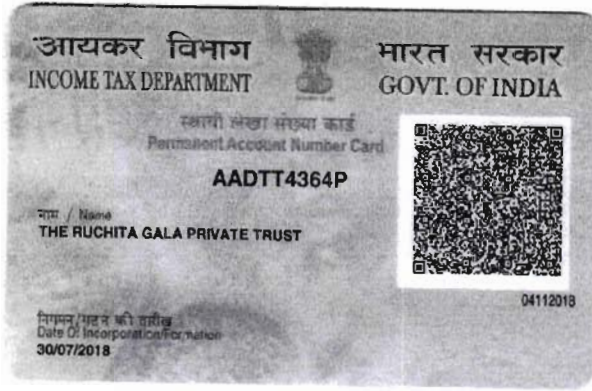 आयकर विभाग
INCOME TAX DEPARTMENT
भारत सरकार
GOVT. OF INDIA
स्थायी लेखा संख्या कार्ड
Permanent Account Number Card
AADTT4364P
नाम / Name
THE RUCHITA GALA PRIVATE TRUST
04112018
निगमन/गठन की तारीख
Date Of Incorporation/Formation
30/07/2018